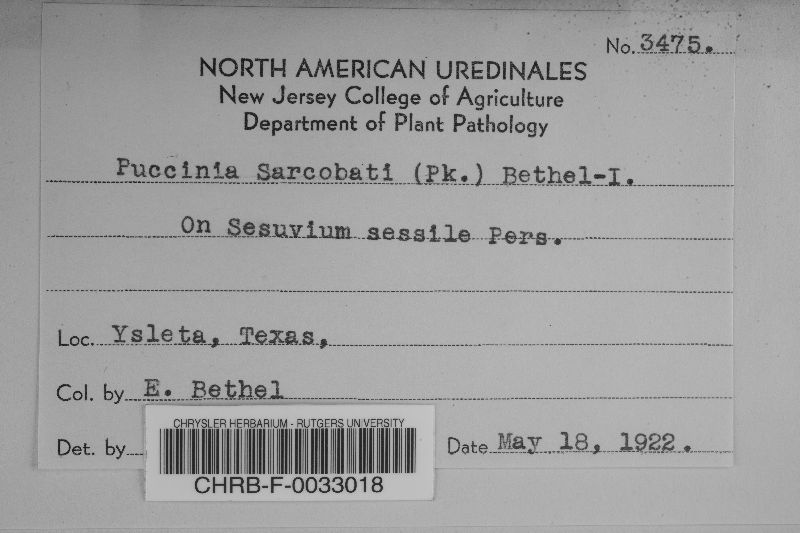 No. 3475.
NORTH AMERICAN UREDINALES
New Jersey College of Agriculture
Department of Plant Pathology
Puccinia Sarcobati (Pk.) Bethel-I.
On Sesuvium sessile Pers.
Loc. Ysleta, Texas,
Col. by E. Bethel
Det. by
Date May 18, 1922.
CHRYSLER HERBARIUM - RUTGERS UNIVERSITY
CHRB-F-0033018